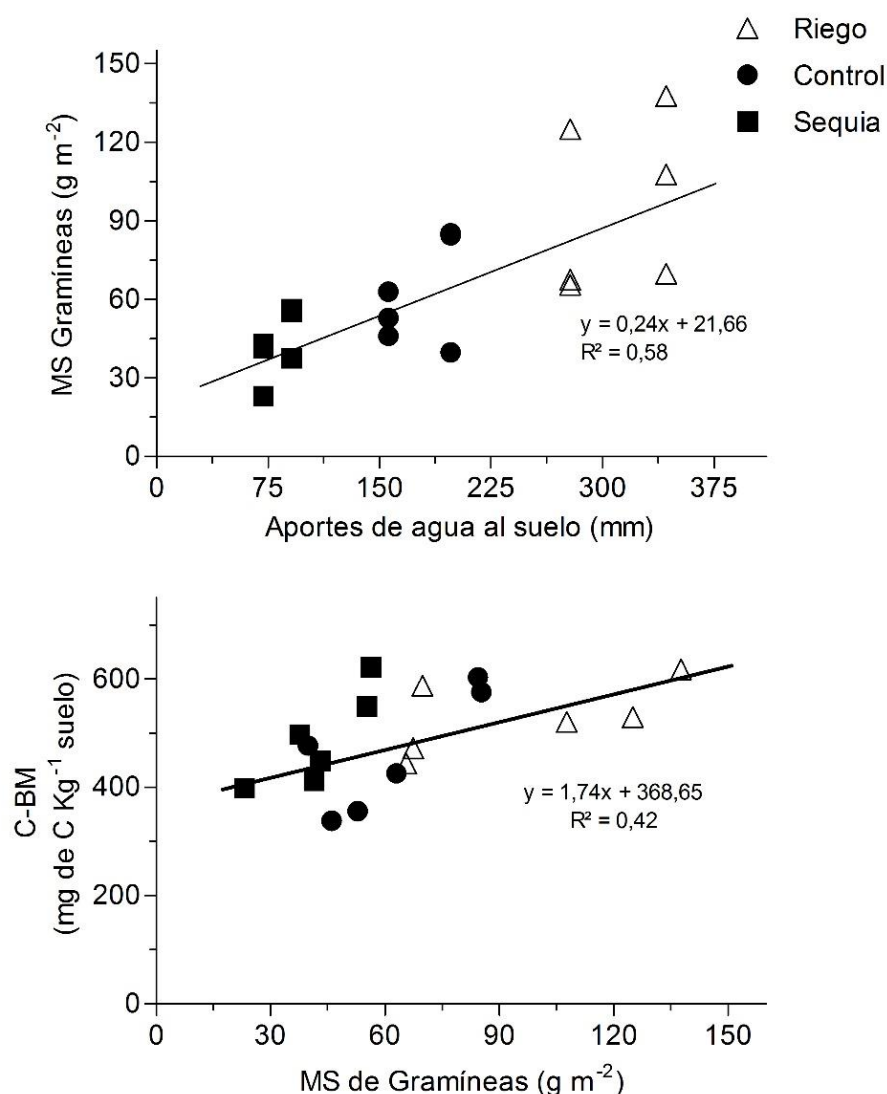 Riego
Control
Sequia
MS Gramíneas (g m⁻²)
150
120
90
60
30
0
y = 0,24x + 21,66
R² = 0,58
0 75 150 225 300 375
Aportes de agua al suelo (mm)
C-BM
(mg de C Kg⁻¹ suelo)
600
400
200
0
y = 1,74x + 368,65
R² = 0,42
0 30 60 90 120 150
MS de Gramíneas (g m⁻²)